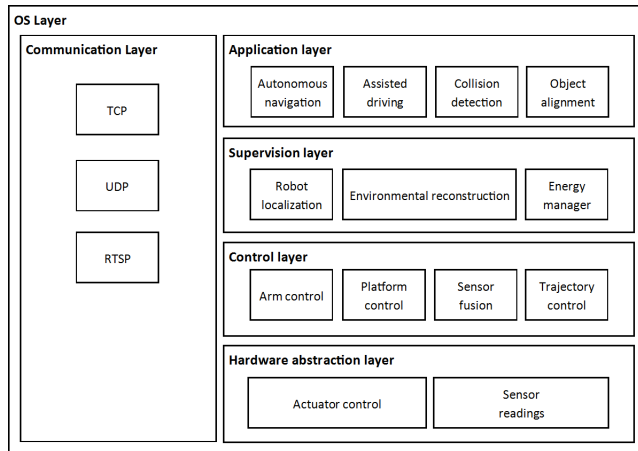 OS Layer
Communication Layer
TCP
UDP
RTSP
Application layer
Autonomous
navigation
Assisted
driving
Collision
detection
Object
alignment
Supervision layer
Robot
localization
Environmental reconstruction
Energy
manager
Control layer
Arm control
Platform
control
Sensor
fusion
Trajectory
control
Hardware abstraction layer
Actuator control
Sensor
readings